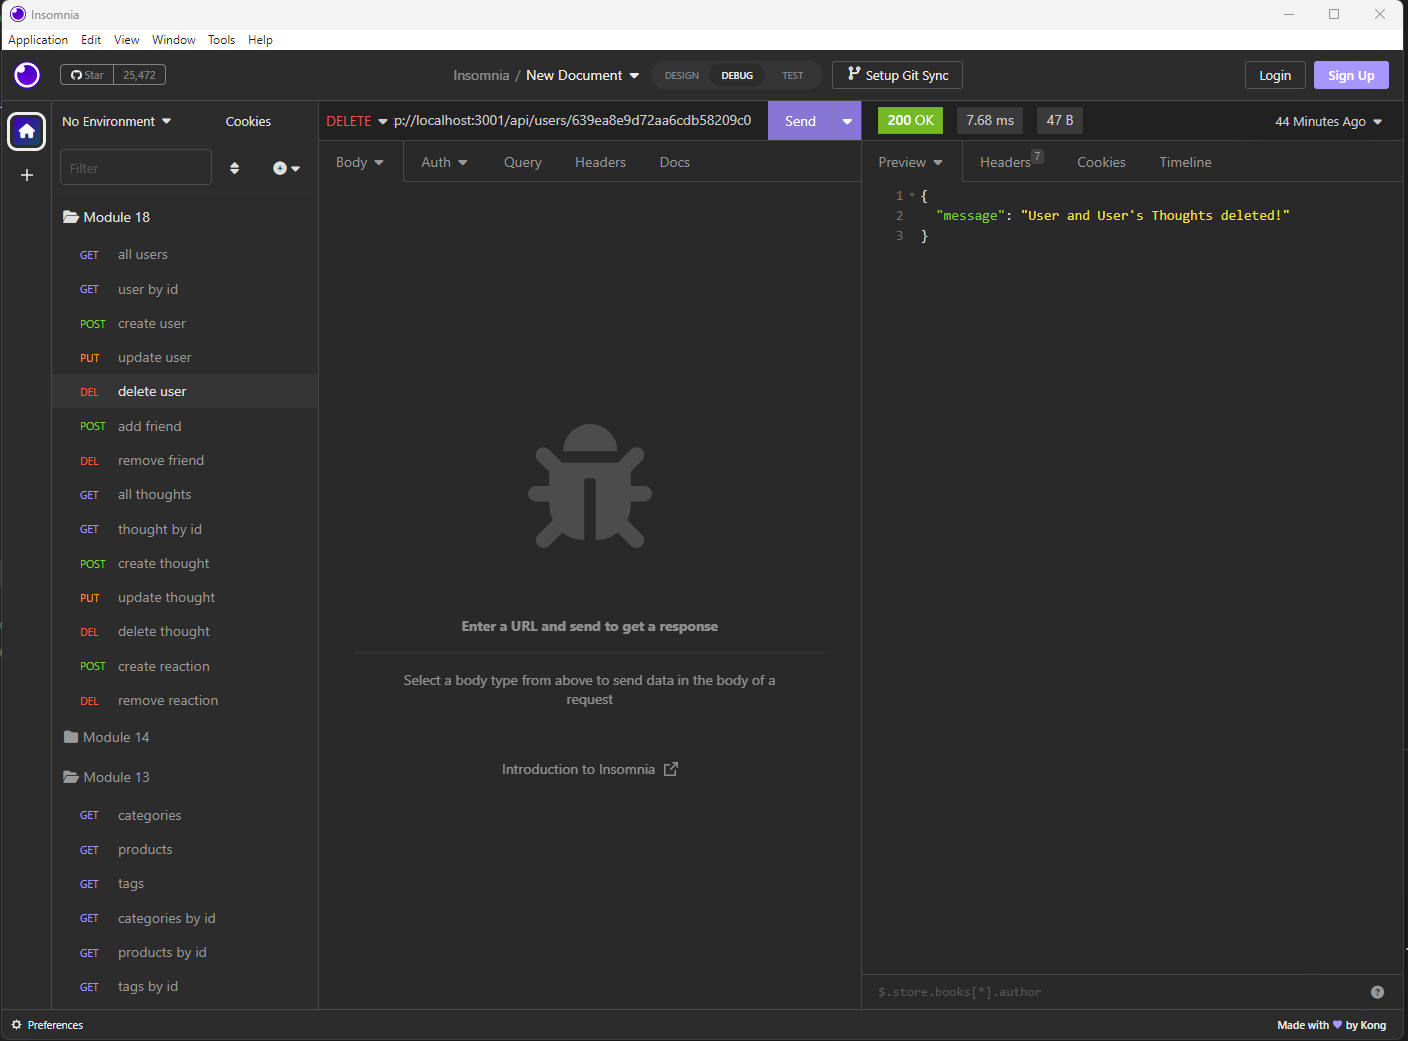 Insomnia
Application Edit View Window Tools Help
Star 25,472
Insomnia / New Document
DESIGN DEBUG TEST
Setup Git Sync
Login Sign Up
No Environment Cookies
Filter
Module 18
GET all users
GET user by id
POST create user
PUT update user
DEL delete user
POST add friend
DEL remove friend
GET all thoughts
GET thought by id
POST create thought
PUT update thought
DEL delete thought
POST create reaction
DEL remove reaction
Module 14
Module 13
GET categories
GET products
GET tags
GET categories by id
GET products by id
GET tags by id
DELETE p://localhost:3001/api/users/639ea8e9d72aa6cdb58209c0 Send
Body Auth Query Headers Docs
Enter a URL and send to get a response
Select a body type from above to send data in the body of a
request
Introduction to Insomnia
200 OK 7.68 ms 47 B 44 Minutes Ago
Preview Headers 7 Cookies Timeline
1 {
2 "message": "User and User's Thoughts deleted!"
3 }
$.store.books[*].author ?
Preferences
Made with by Kong